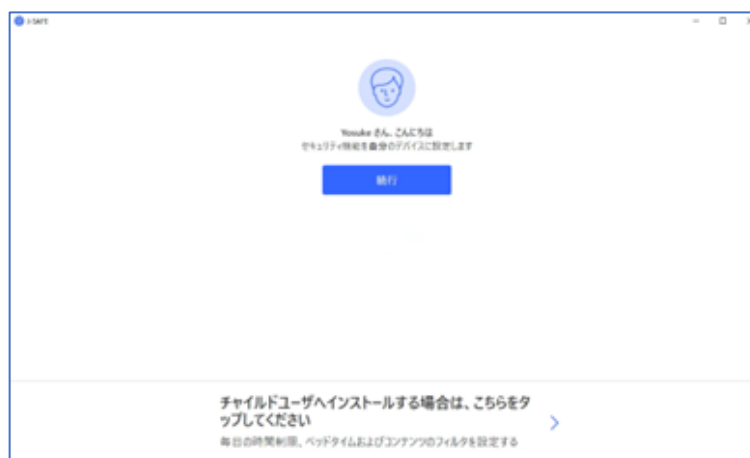 i-SAFE
Yosuke さん、こんにちは
セキュリティ機能を自分のデバイスに設定します
続行
チャイルドユーザへインストールする場合は、こちらをタ
ップしてください
毎日の時間制限、ベッドタイムおよびコンテンツのフィルタを設定する